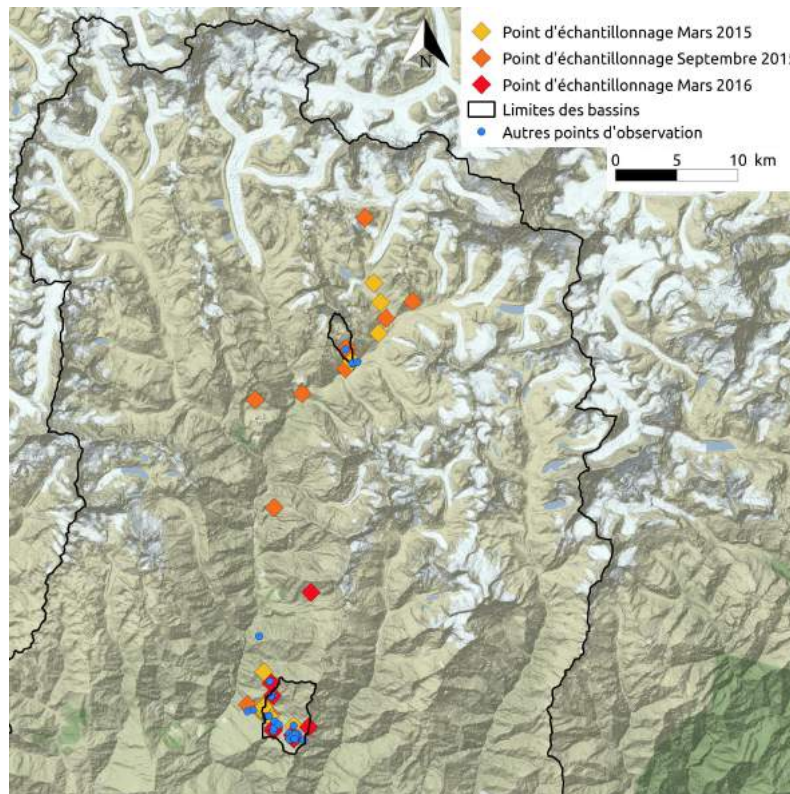 N
Point d'échantillonnage Mars 2015
Point d'échantillonnage Septembre 2015
Point d'échantillonnage Mars 2016
Limites des bassins
Autres points d'observation
0 5 10 km